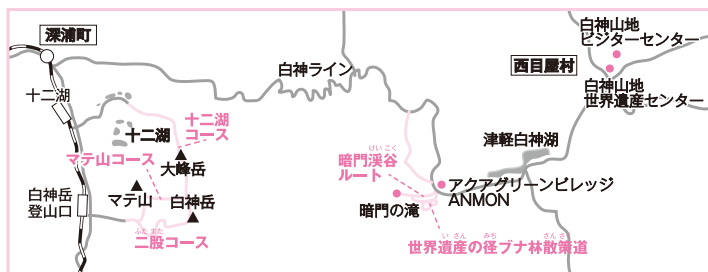 深浦町
十二湖
十二湖
十二湖
コース
マテ山コース
大峰岳
マテ山
白神岳
白神岳
登山口
ふた また
二股コース
白神ライン
けい こく
暗門渓谷
ルート
暗門の滝
アクアグリーンビレッジ
ANMON
い さん みち さん さく
世界遺産の径ブナ林散策道
津軽白神湖
西目屋村
白神山地
ビジターセンター
白神山地
世界遺産センター